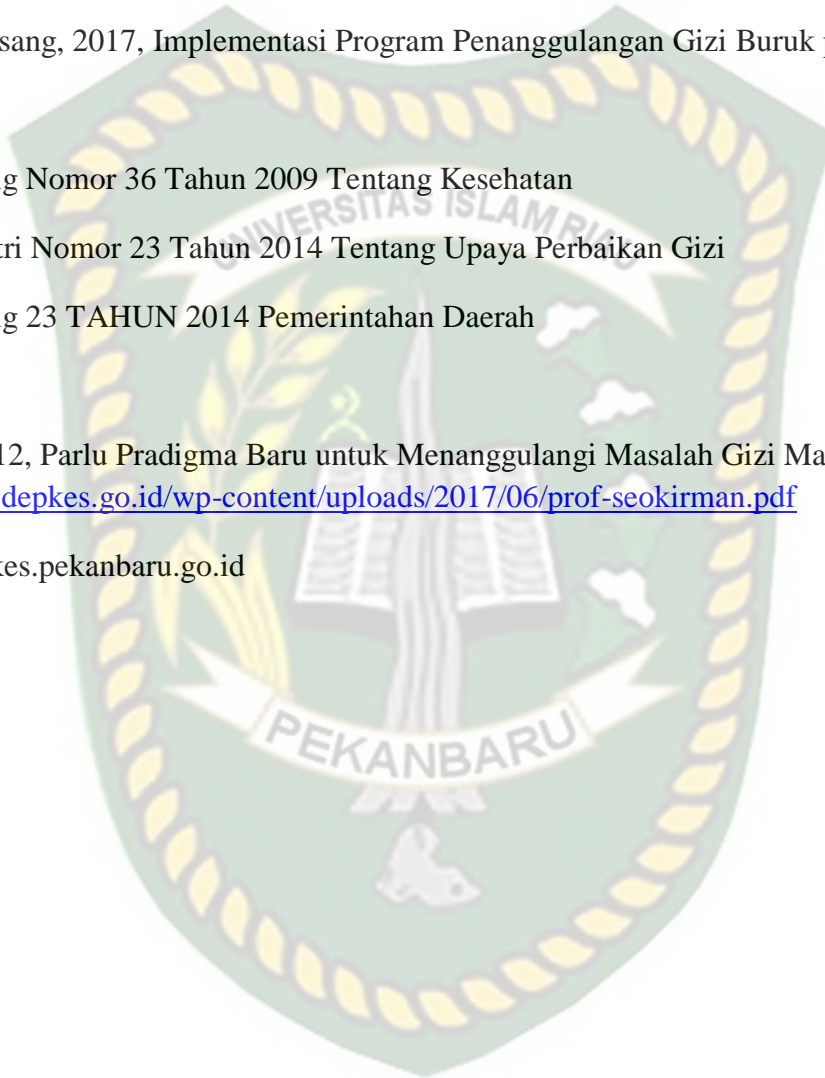 sang, 2017, Implementasi Program Penanggulangan Gizi Buruk p
g Nomor 36 Tahun 2009 Tentang Kesehatan
UNIVERSITAS ISLAM RIAU
tri Nomor 23 Tahun 2014 Tentang Upaya Perbaikan Gizi
g 23 TAHUN 2014 Pemerintahan Daerah
12, Parlu Pradigma Baru untuk Menanggulangi Masalah Gizi Ma
depkes.go.id/wp-content/uploads/2017/06/prof-seokirman.pdf
kes.pekanbaru.go.id
PEKANBARU